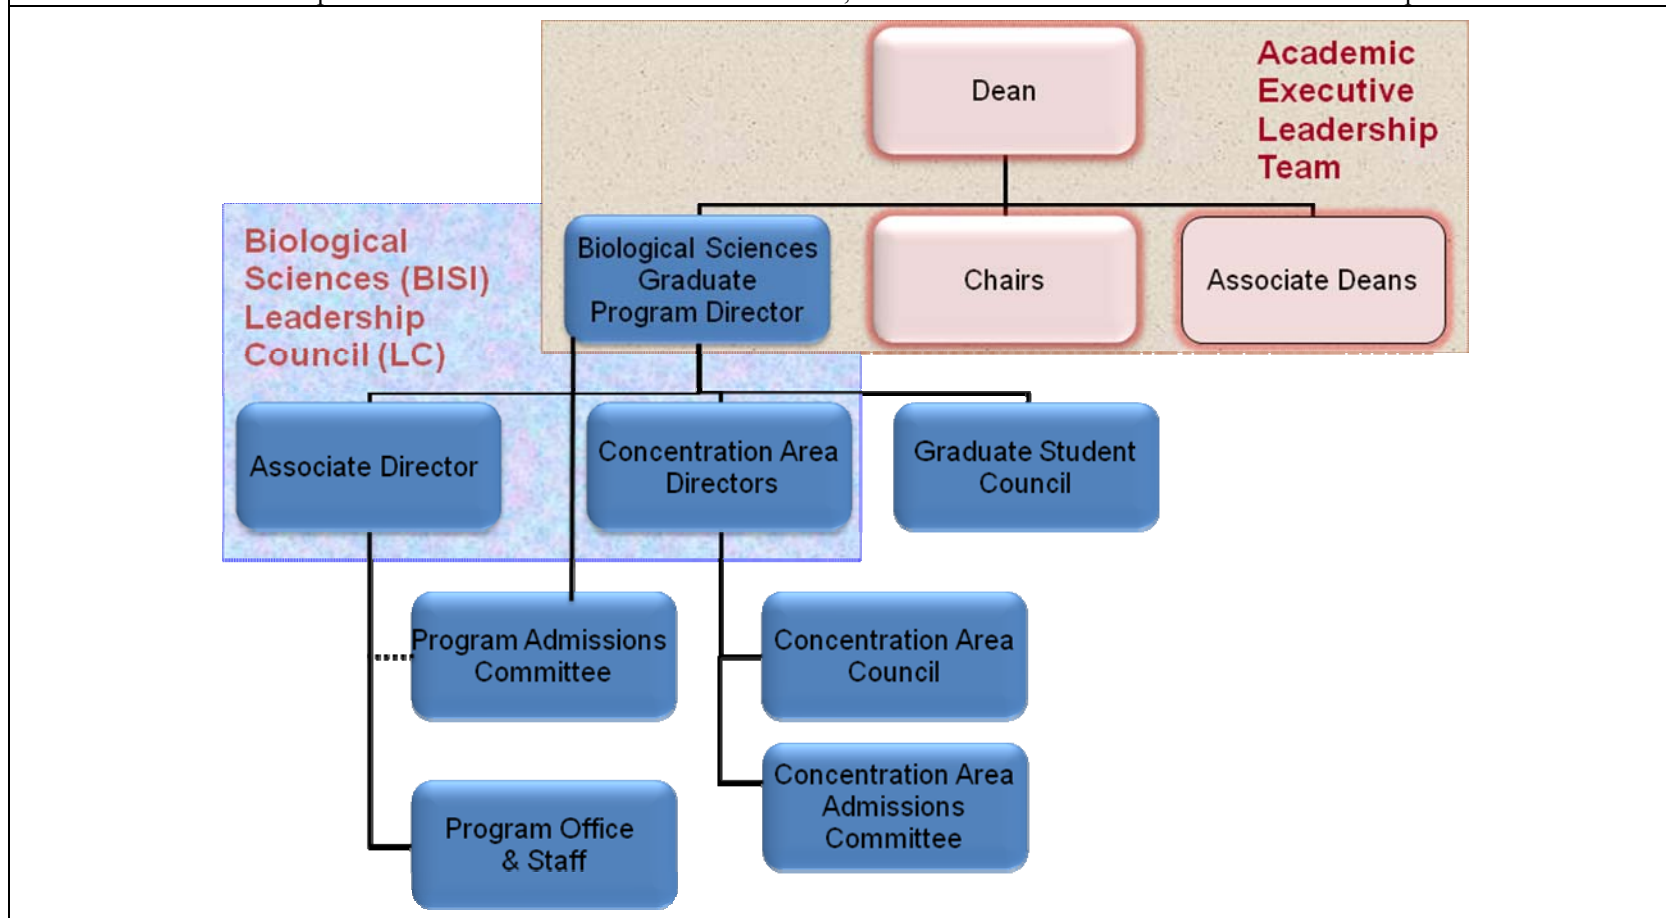 Dean
Academic
Executive
Leadership
Team
Biological
Sciences (BISI)
Leadership
Council (LC)
Biological Sciences
Graduate
Program Director
Chairs
Associate Deans
Associate Director
Concentration Area
Directors
Graduate Student
Council
Program Admissions
Committee
Concentration Area
Council
Program Office
& Staff
Concentration Area
Admissions
Committee